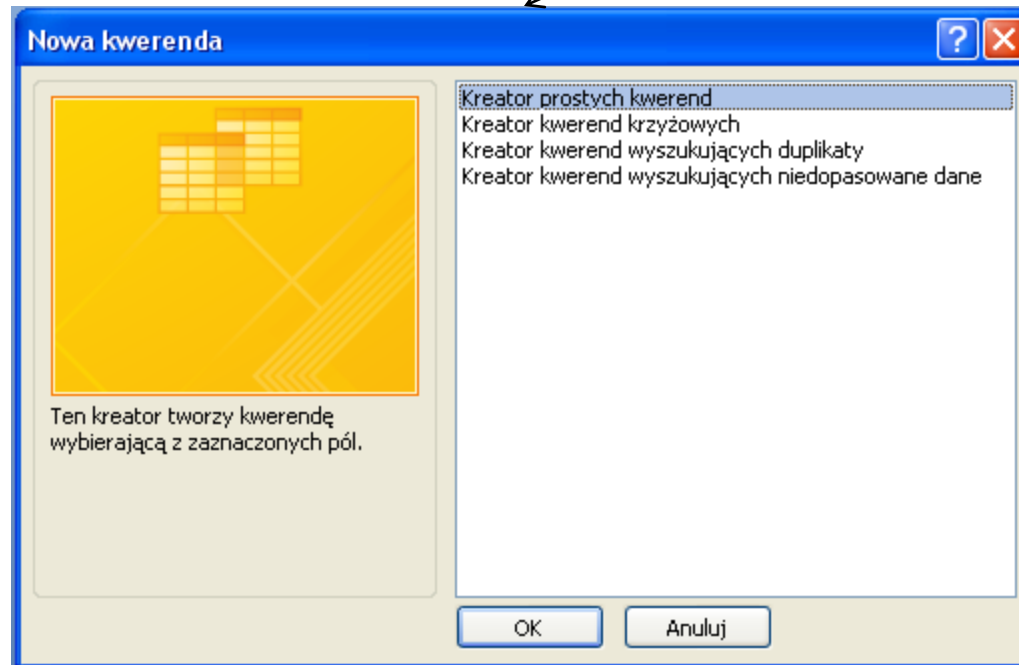 Nowa kwerenda
Kreator prostych kwerend
Kreator kwerend krzyżowych
Kreator kwerend wyszukujących duplikaty
Kreator kwerend wyszukujących niedopasowane dane
Ten kreator tworzy kwerendę
wybierającą z zaznaczonych pól.
OK
Anuluj